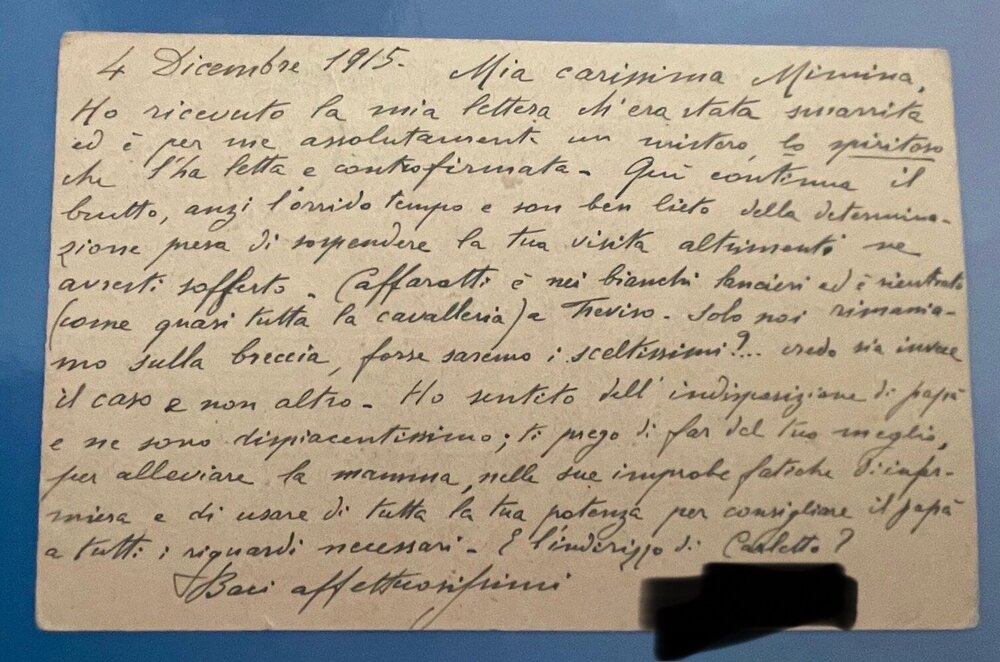 4 Dicembre 1915. Mia carissima Mimina,
Ho ricevuto la mia lettera ch'era stata smarrita
ed è per me assolutamente un mistero, lo spiritoso
che l'ha letta e controfirmata - Qui continua il
brutto, anzi l'orrido tempo e son ben lieto della determina-
zione presa di sospendere la tua visita altrimenti ne
avresti sofferto - Caffaratti è nei bianchi lancieri ed è rientrato
(come quasi tutta la cavalleria) a Treviso - Solo noi rimania-
mo sulla breccia, forse saremo i sceltissimi?... credo sia invece
il caso e non altro - Ho sentito dell'indisposizione di papà
e ne sono dispiacentissimo; ti prego di far del tuo meglio,
per alleviare la mamma, nelle sue improbe fatiche di infer-
miera e di usare di tutta la tua potenza per consigliare il papà
a tutti i riguardi necessari - E l'indirizzo di Carletto?
Baci affettuosissimi